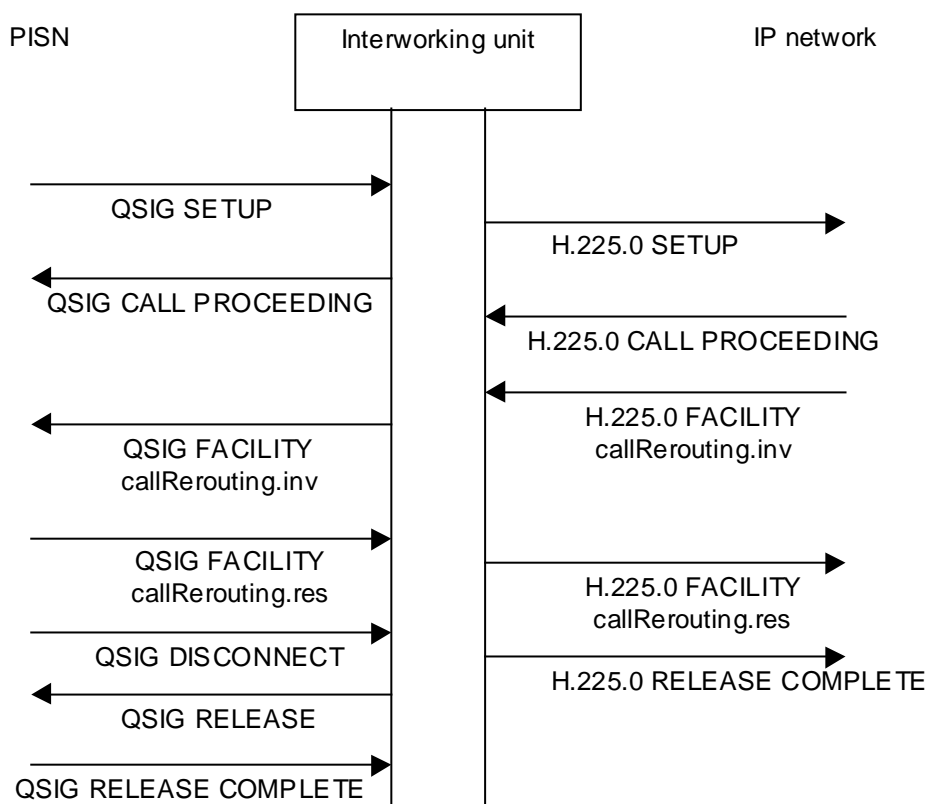 PISN
Interworking unit
IP network
QSIG SETUP
H.225.0 SETUP
QSIG CALL PROCEEDING
H.225.0 CALL PROCEEDING
H.225.0 FACILITY
callRerouting.inv
QSIG FACILITY
callRerouting.inv
QSIG FACILITY
callRerouting.res
H.225.0 FACILITY
callRerouting.res
QSIG DISCONNECT
H.225.0 RELEASE COMPLETE
QSIG RELEASE
QSIG RELEASE COMPLETE